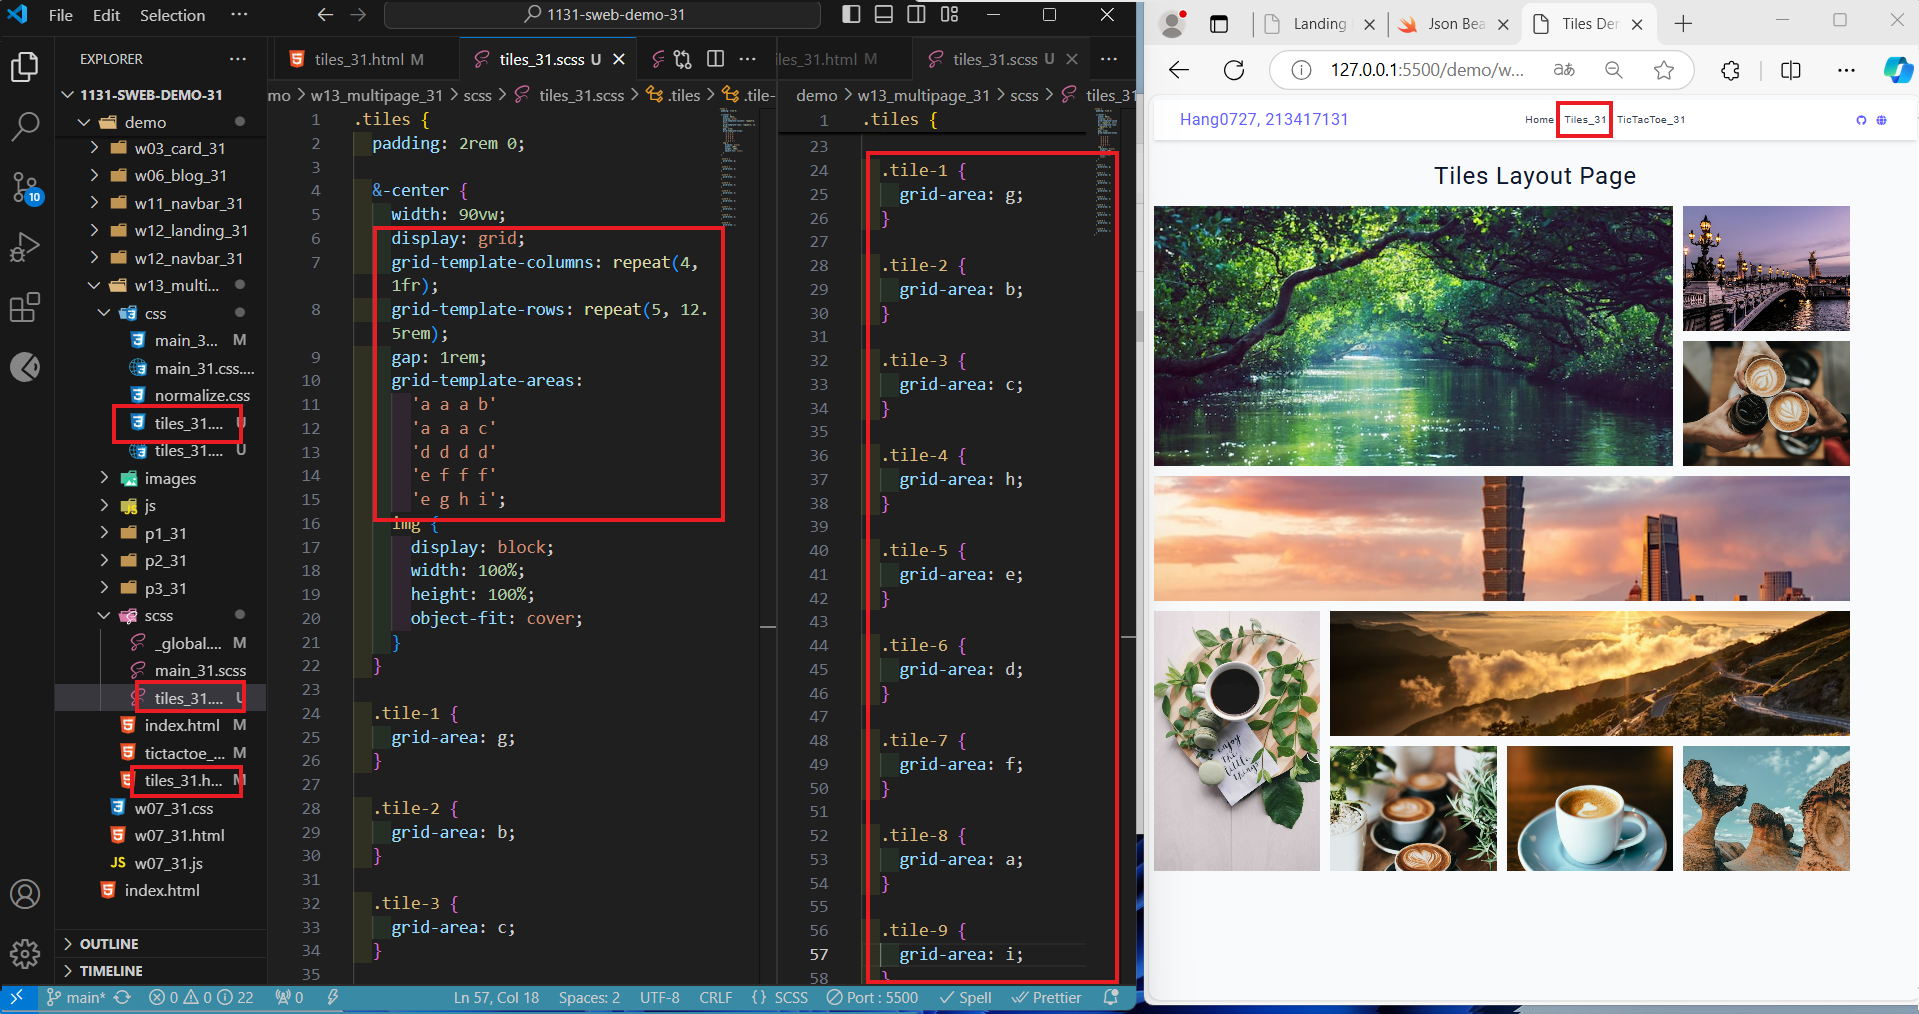 File Edit Selection ···
1131-sweb-demo-31
EXPLORER ···
1131-SWEB-DEMO-31
demo
w03_card_31
w06_blog_31
w11_navbar_31
w12_landing_31
w12_navbar_31
w13_multi...
css
main_3... M
main_31.css....
normalize.css
tiles_31.... U
tiles_31.... U
images
js
p1_31
p2_31
p3_31
scss
_global.... M
main_31.scss
tiles_31.... U
index.html M
tictactoe_... M
tiles_31.h... M
w07_31.css
w07_31.html
JS w07_31.js
index.html
OUTLINE
TIMELINE
10
tiles_31.html M
tiles_31.scss U
mo > w13_multipage_31 > scss > tiles_31.scss > .tiles > .tile-
1 .tiles {
2 padding: 2rem 0;
3
4 &-center {
5 width: 90vw;
6 display: grid;
7 grid-template-columns: repeat(4,
1fr);
8 grid-template-rows: repeat(5, 12.
5rem);
9 gap: 1rem;
10 grid-template-areas:
11 'a a a b'
12 'a a a c'
13 'd d d d'
14 'e f f f'
15 'e g h i';
16 img {
17 display: block;
18 width: 100%;
19 height: 100%;
20 object-fit: cover;
21 }
22 }
23
24 .tile-1 {
25 grid-area: g;
26 }
27
28 .tile-2 {
29 grid-area: b;
30 }
31
32 .tile-3 {
33 grid-area: c;
34 }
35
iles_31.html M
tiles_31.scss U
demo > w13_multipage_31 > scss > tiles_31
1 .tiles {
23
24 .tile-1 {
25 grid-area: g;
26 }
27
28 .tile-2 {
29 grid-area: b;
30 }
31
32 .tile-3 {
33 grid-area: c;
34 }
35
36 .tile-4 {
37 grid-area: h;
38 }
39
40 .tile-5 {
41 grid-area: e;
42 }
43
44 .tile-6 {
45 grid-area: d;
46 }
47
48 .tile-7 {
49 grid-area: f;
50 }
51
52 .tile-8 {
53 grid-area: a;
54 }
55
56 .tile-9 {
57 grid-area: i;
58 }
main* 0 0 22 0 Ln 57, Col 18 Spaces: 2 UTF-8 CRLF {} SCSS Port : 5500 Spell Prettier
Landing
Json Bea
Tiles Den
127.0.0.1:5500/demo/w...
Hang0727, 213417131
Home Tiles_31 TicTacToe_31
Tiles Layout Page
enjoy
the
little
things